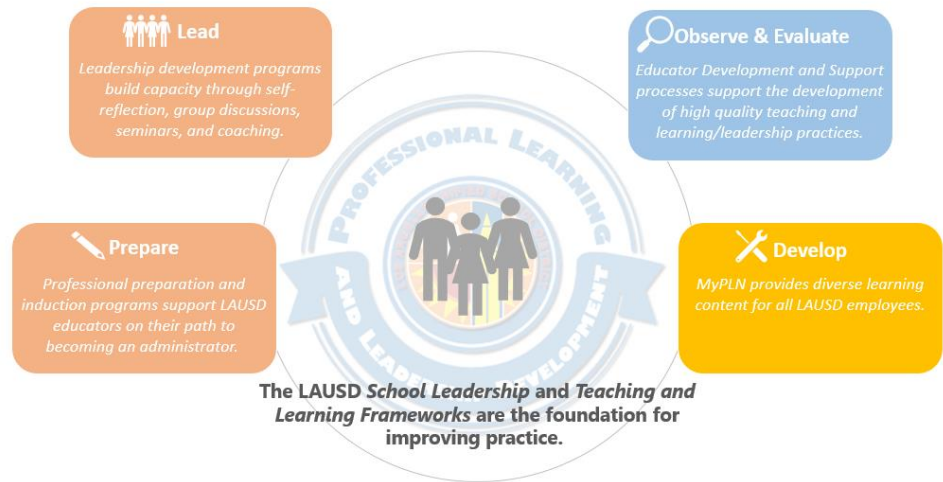 Lead
Leadership development programs
build capacity through self-
reflection, group discussions,
seminars, and coaching.
Observe & Evaluate
Educator Development and Support
processes support the development
of high quality teaching and
learning/leadership practices.
PROFESSIONAL LEARNING
AND LEADERSHIP DEVELOPMENT
Prepare
Professional preparation and
induction programs support LAUSD
educators on their path to
becoming an administrator.
Develop
MyPLN provides diverse learning
content for all LAUSD employees.
The LAUSD School Leadership and Teaching and
Learning Frameworks are the foundation for
improving practice.